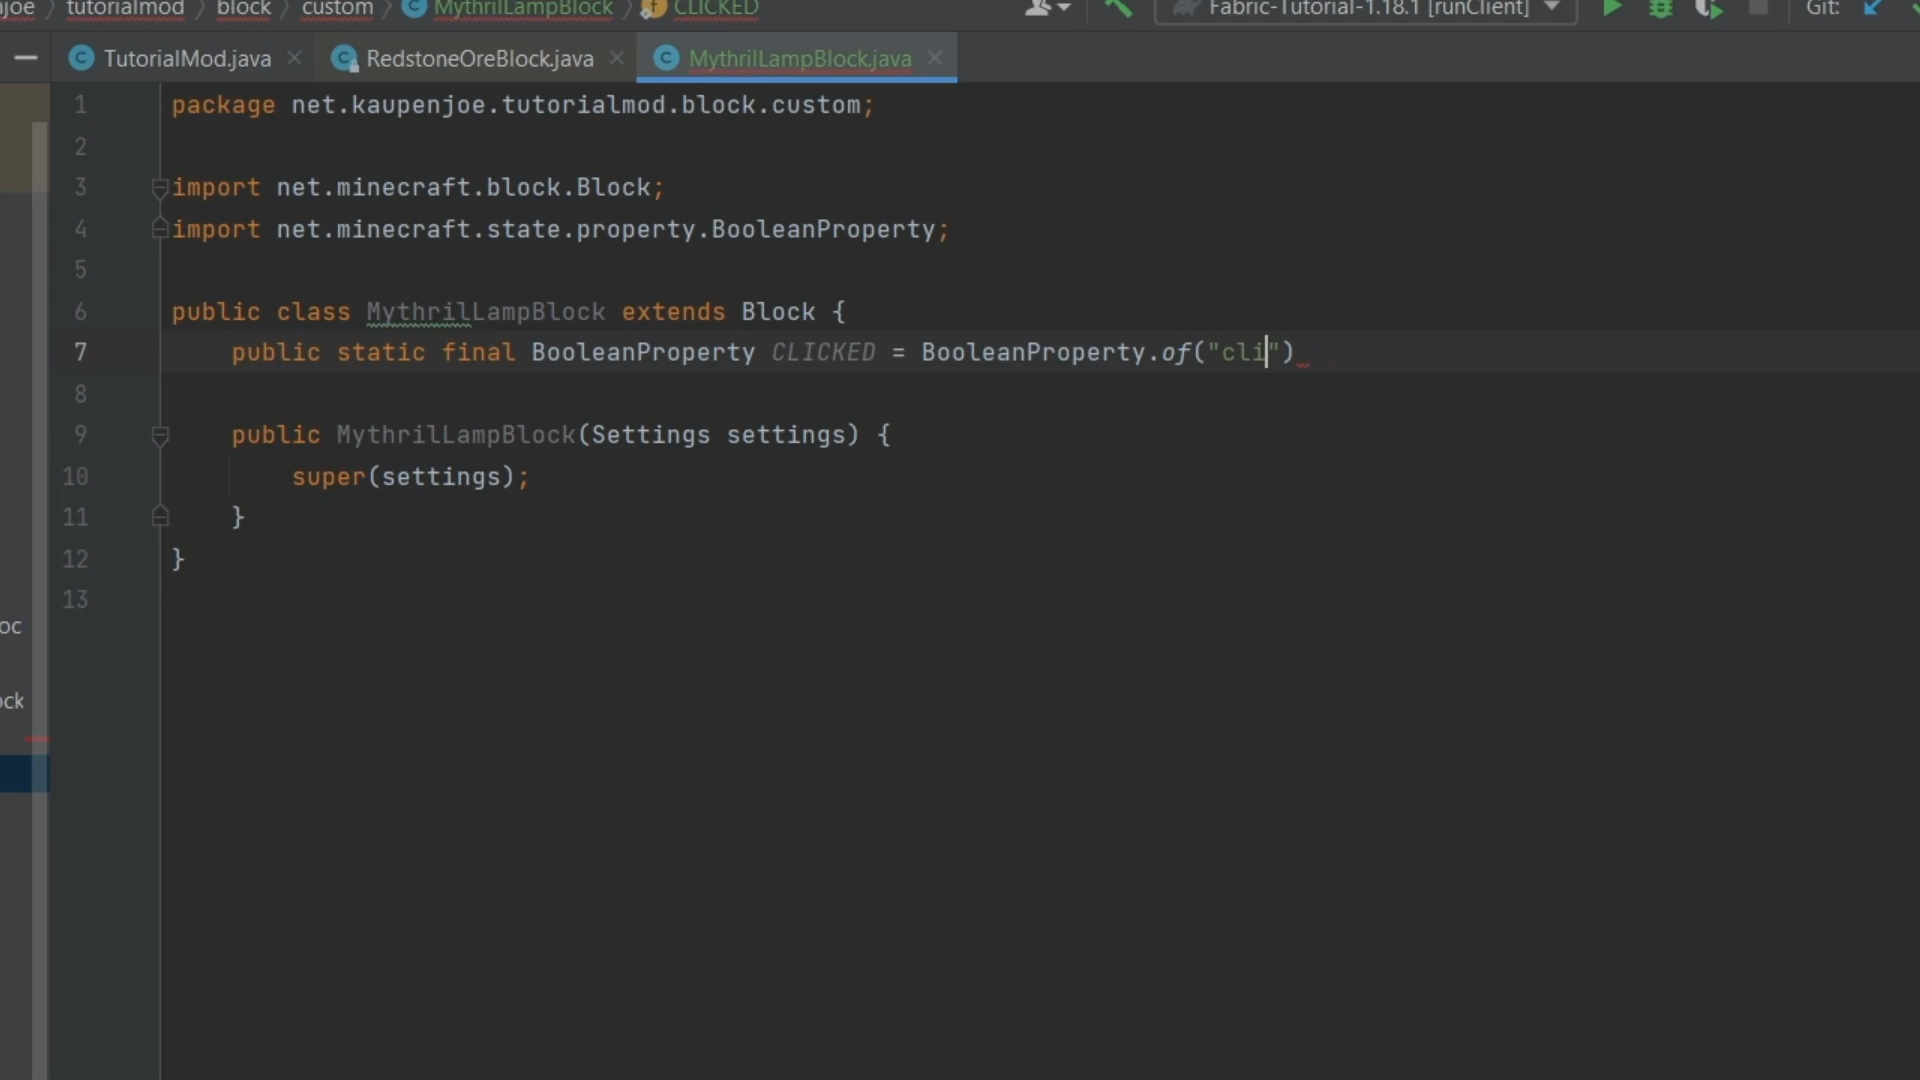 joe tutorialmod block custom MythrilLampBlock CLICKED Fabric-Tutorial-1.18.1 [runClient] Git:
TutorialMod.java RedstoneOreBlock.java MythrilLampBlock.java
1 package net.kaupenjoe.tutorialmod.block.custom;
2
3 import net.minecraft.block.Block;
4 import net.minecraft.state.property.BooleanProperty;
5
6 public class MythrilLampBlock extends Block {
7 public static final BooleanProperty CLICKED = BooleanProperty.of("cli")
8
9 public MythrilLampBlock(Settings settings) {
10 super(settings);
11 }
12 }
13
oc
ock